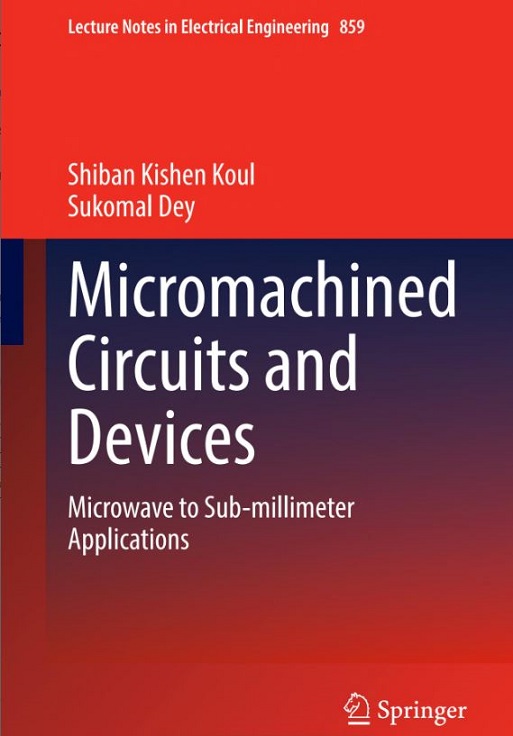 Lecture Notes in Electrical Engineering 859
Shiban Kishen Koul
Sukomal Dey
Micromachined
Circuits and
Devices
Microwave to Sub-millimeter
Applications
Springer